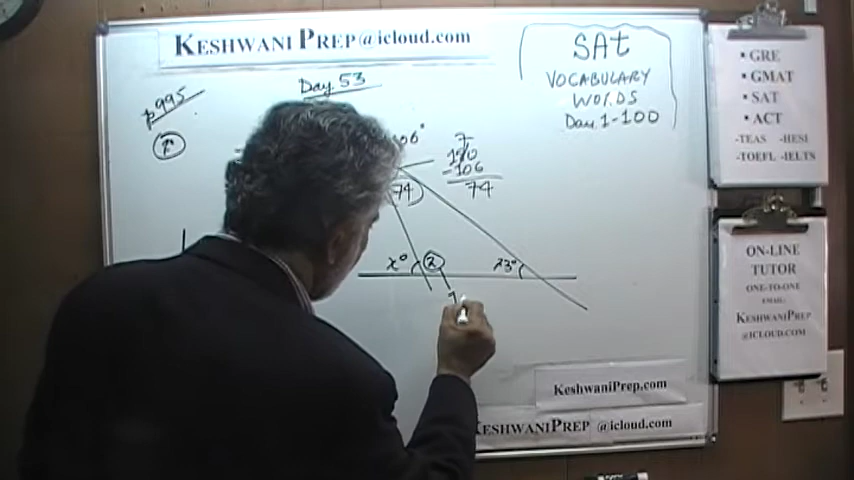 KESHWANI PREP@icloud.com
Day 53
p995
SAt
VOCABULARY
WORDS
Day 1-100
106°
7
180
-106
74
74
x°
2
23°
• GRE
• GMAT
• SAT
• ACT
-TEAS -HESI
-TOEFL -IELTS
ON-LINE
TUTOR
ONE-TO-ONE
EMAIL:
KESHWANIPREP
@ICLOUD.COM
KESHWANIPREP.com
KESHWANIPREP @icloud.com